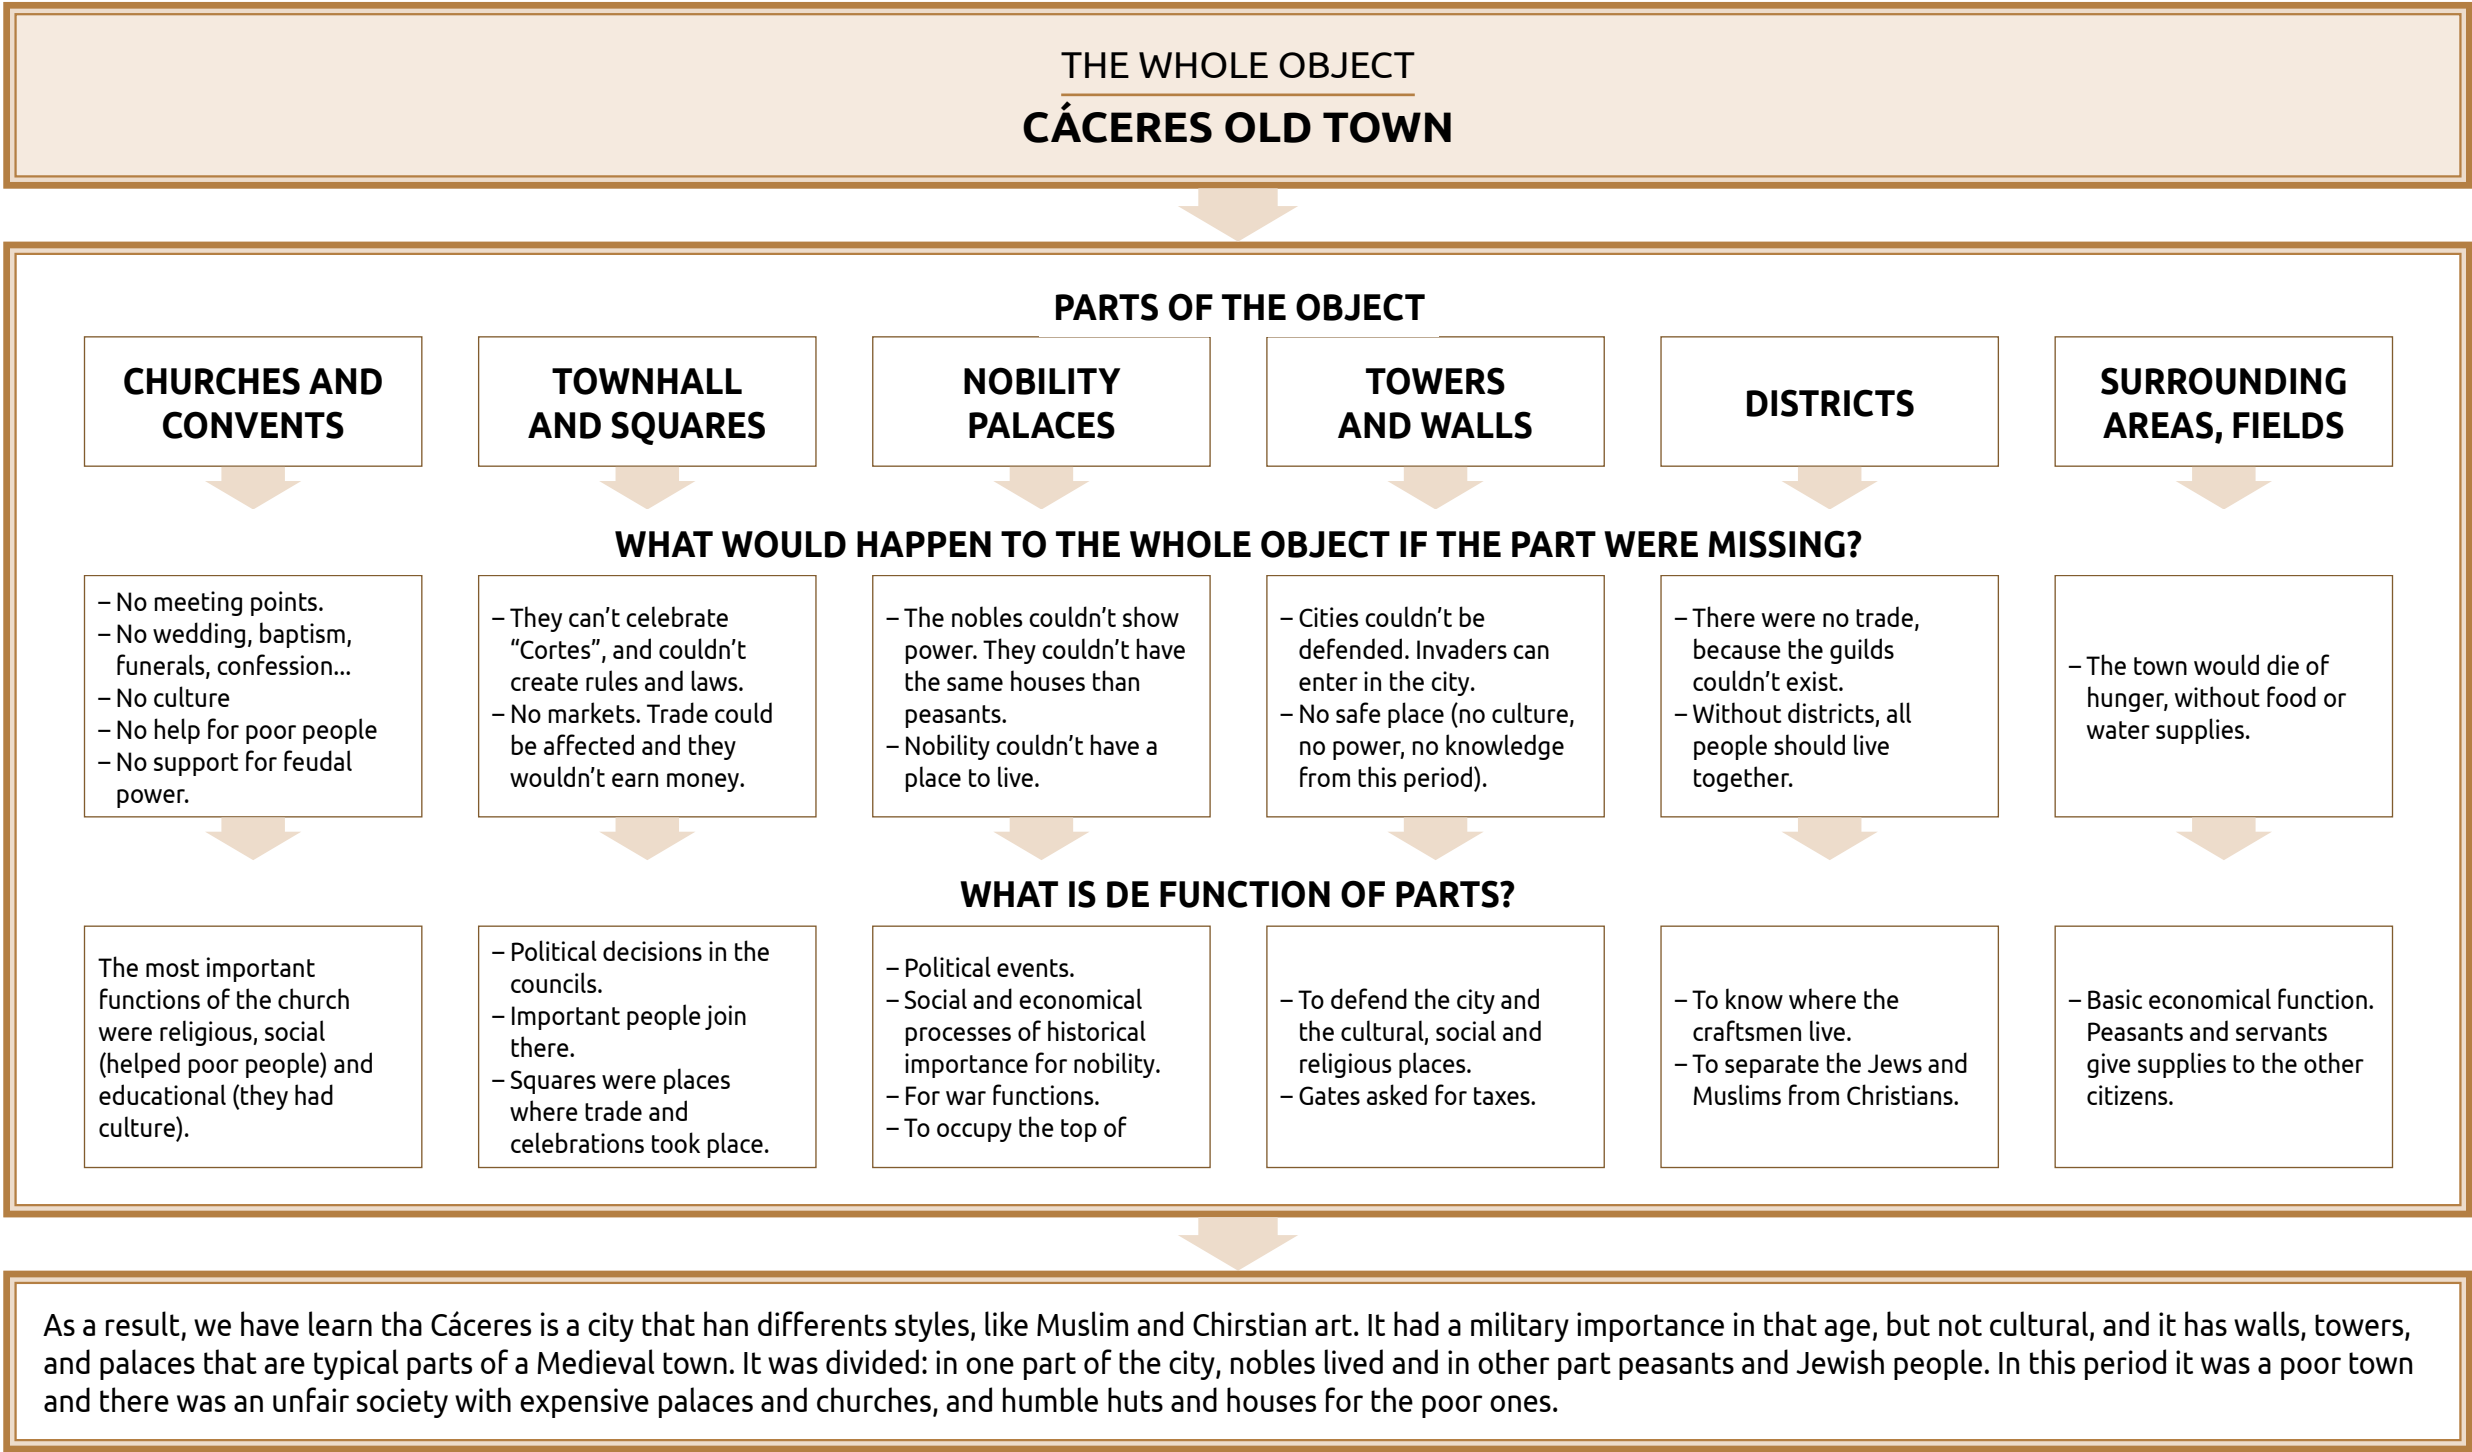 THE WHOLE OBJECT
CÁCERES OLD TOWN
PARTS OF THE OBJECT
CHURCHES AND
CONVENTS
TOWNHALL
AND SQUARES
NOBILITY
PALACES
TOWERS
AND WALLS
DISTRICTS
SURROUNDING
AREAS, FIELDS
WHAT WOULD HAPPEN TO THE WHOLE OBJECT IF THE PART WERE MISSING?
– No meeting points.
– No wedding, baptism,
funerals, confession...
– No culture
– No help for poor people
– No support for feudal
power.
– They can’t celebrate
“Cortes”, and couldn’t
create rules and laws.
– No markets. Trade could
be affected and they
wouldn’t earn money.
– The nobles couldn’t show
power. They couldn’t have
the same houses than
peasants.
– Nobility couldn’t have a
place to live.
– Cities couldn’t be
defended. Invaders can
enter in the city.
– No safe place (no culture,
no power, no knowledge
from this period).
– There were no trade,
because the guilds
couldn’t exist.
– Without districts, all
people should live
together.
– The town would die of
hunger, without food or
water supplies.
WHAT IS DE FUNCTION OF PARTS?
The most important
functions of the church
were religious, social
(helped poor people) and
educational (they had
culture).
– Political decisions in the
councils.
– Important people join
there.
– Squares were places
where trade and
celebrations took place.
– Political events.
– Social and economical
processes of historical
importance for nobility.
– For war functions.
– To occupy the top of
– To defend the city and
the cultural, social and
religious places.
– Gates asked for taxes.
– To know where the
craftsmen live.
– To separate the Jews and
Muslims from Christians.
– Basic economical function.
Peasants and servants
give supplies to the other
citizens.
As a result, we have learn tha Cáceres is a city that han differents styles, like Muslim and Chirstian art. It had a military importance in that age, but not cultural, and it has walls, towers,
and palaces that are typical parts of a Medieval town. It was divided: in one part of the city, nobles lived and in other part peasants and Jewish people. In this period it was a poor town
and there was an unfair society with expensive palaces and churches, and humble huts and houses for the poor ones.